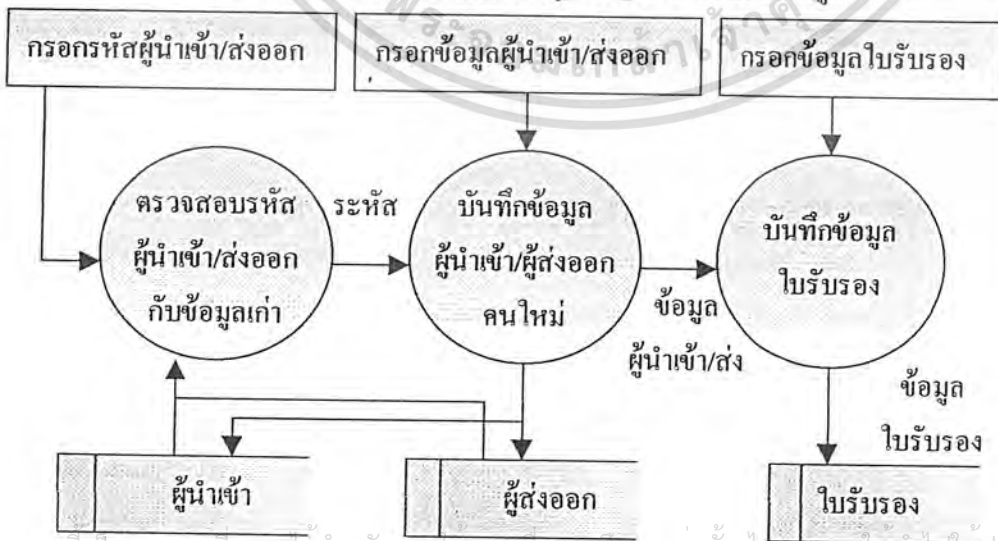 กรอกรหัสผู้นำเข้า/ส่งออก
กรอกข้อมูลผู้นำเข้า/ส่งออก
กรอกข้อมูลใบรับรอง
ตรวจสอบรหัส
ผู้นำเข้า/ส่งออก
กับข้อมูลเก่า
ระหัส
บันทึกข้อมูล
ผู้นำเข้า/ผู้ส่งออก
คนใหม่
ข้อมูล
ผู้นำเข้า/ส่ง
บันทึกข้อมูล
ใบรับรอง
ข้อมูล
ใบรับรอง
ผู้นำเข้า
ผู้ส่งออก
ใบรับรอง